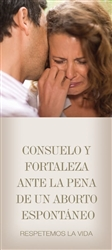 CONSUELO Y
FORTALEZA
ANTE LA PENA
DE UN ABORTO
ESPONTÁNEO
RESPETEMOS LA VIDA